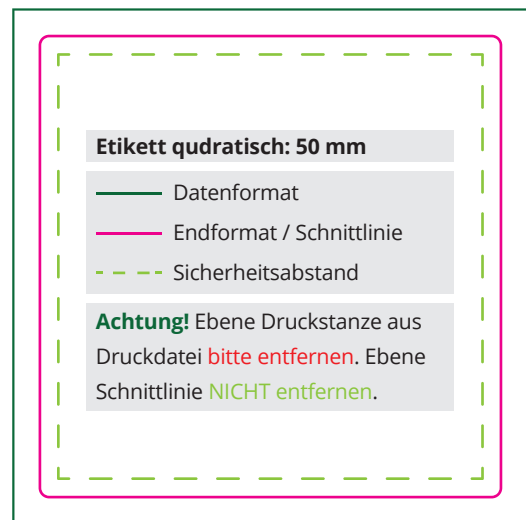 Etikett qudratisch: 50 mm
Datenformat
Endformat / Schnittlinie
Sicherheitsabstand
Achtung! Ebene Druckstanze aus
Druckdatei bitte entfernen. Ebene
Schnittlinie NICHT entfernen.